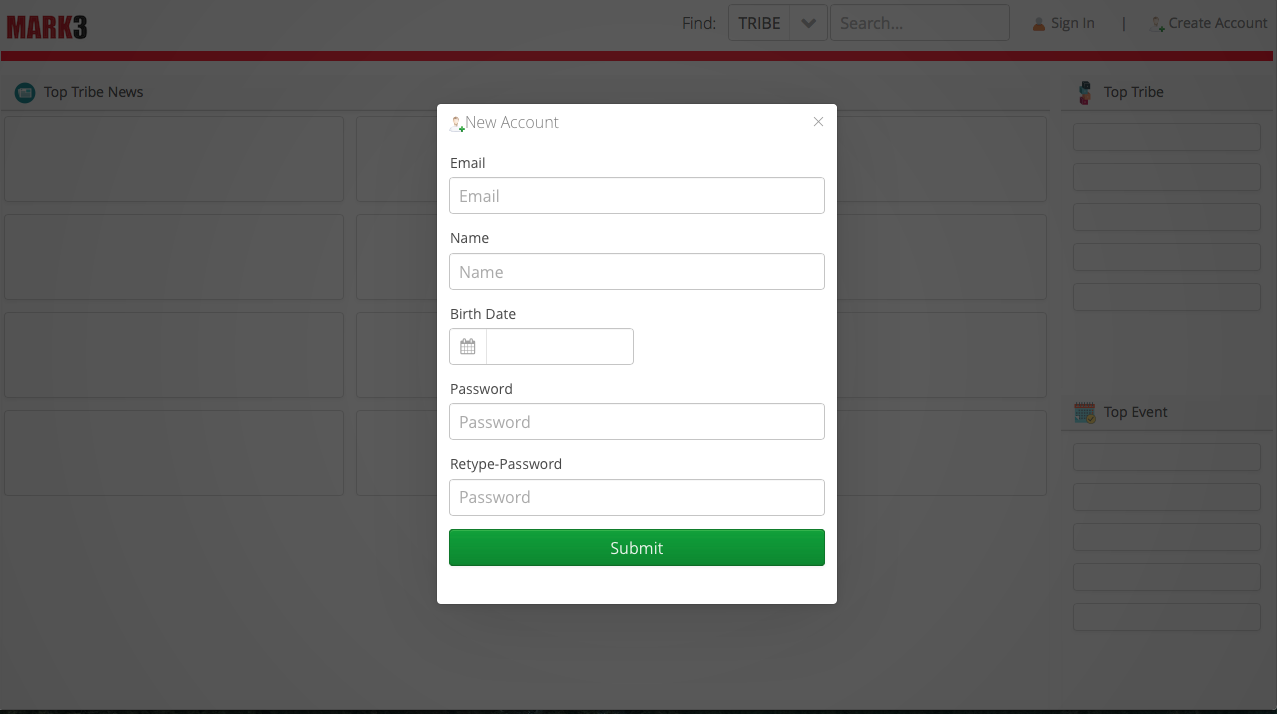 MARK3
Find: TRIBE Search... Sign In | Create Account
Top Tribe News
Top Tribe
New Account ×
Email
Email
Name
Name
Birth Date
Password
Password
Retype-Password
Password
Submit
Top Event